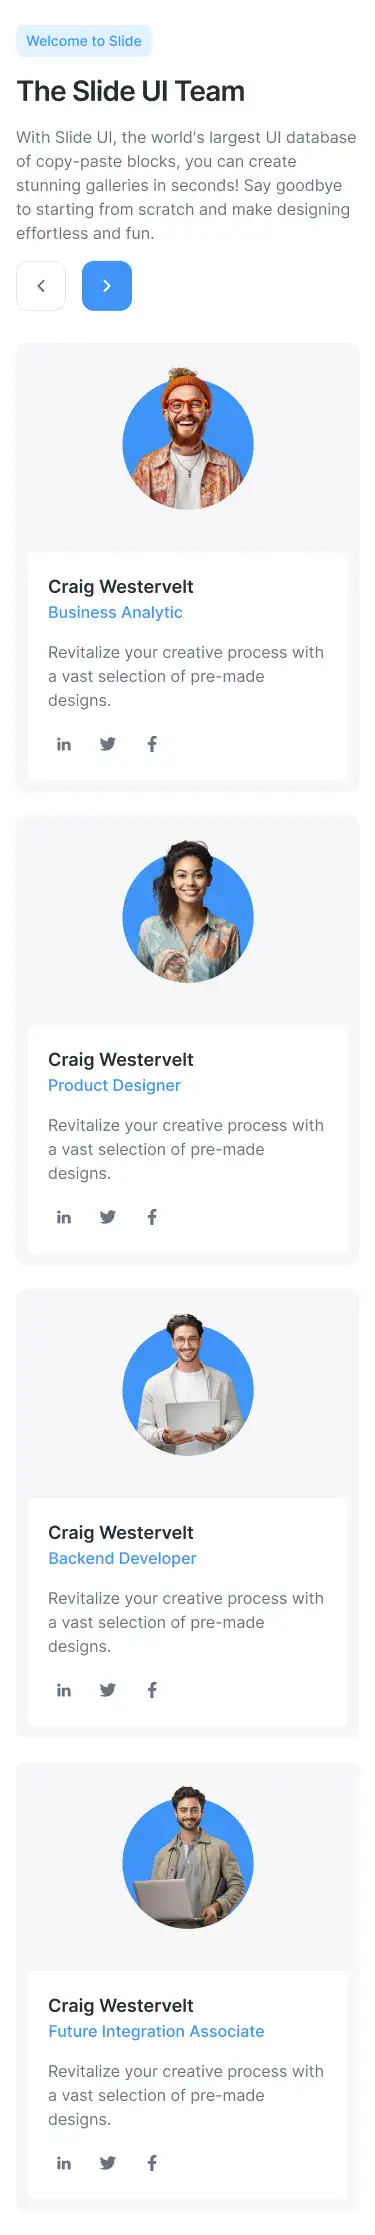 Welcome to Slide
The Slide UI Team
With Slide UI, the world's largest UI database
of copy-paste blocks, you can create
stunning galleries in seconds! Say goodbye
to starting from scratch and make designing
effortless and fun.
Craig Westervelt
Business Analytic
Revitalize your creative process with
a vast selection of pre-made
designs.
in
Craig Westervelt
Product Designer
Revitalize your creative process with
a vast selection of pre-made
designs.
in
Craig Westervelt
Backend Developer
Revitalize your creative process with
a vast selection of pre-made
designs.
in
Craig Westervelt
Future Integration Associate
Revitalize your creative process with
a vast selection of pre-made
designs.
in